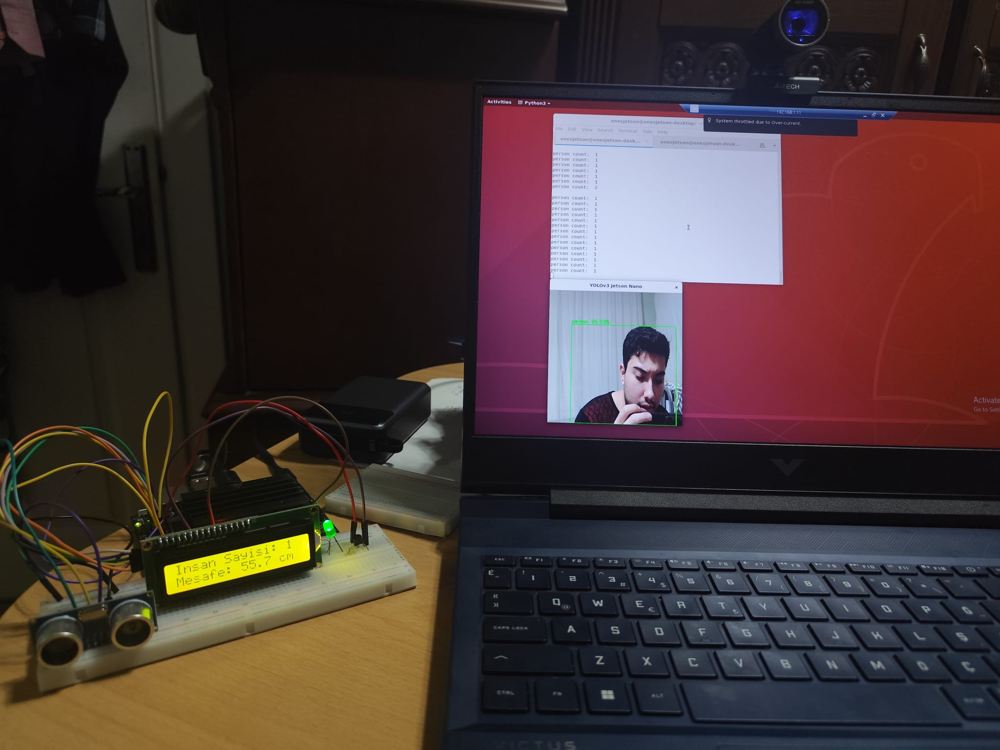 HD 1080P
A4TECH
Activities Python3
192.168.1.11
System throttled due to Over-current.
enesjetson@enesjetson-desktop: ~/
File Edit View Search Terminal Tabs Help
enesjetson@enesjetson-desk...
enesjetson@enesjetson-desk...
person count: 1
person count: 1
person count: 1
person count: 1
person count: 1
person count: 1
person count: 2
person count: 1
person count: 1
person count: 1
person count: 1
person count: 1
person count: 1
person count: 1
person count: 1
person count: 1
person count: 1
person count: 1
person count: 1
person count: 1
person count: 1
YOLOv3 Jetson Nano
person 99.93%
Activate
Go to Setti
Insan Sayisi: 1
Mesafe: 55.7 cm
ESC F1 F2 F3 F4 F5 F6 F7 F8 F9 F10 F11 F12
É ! 1 2 ^ 3 # + 4 $ % 5 & 6 / 7 { ( 8 [ ) 9 ] = 0 } ? * \ -
Q @ W E € R T ₺ Y U I O P Ğ
CAPS LOCK A S D F G H J K L Ş
Z X C V B N M Ö Ç
CTRL FN ALT
VICTUS